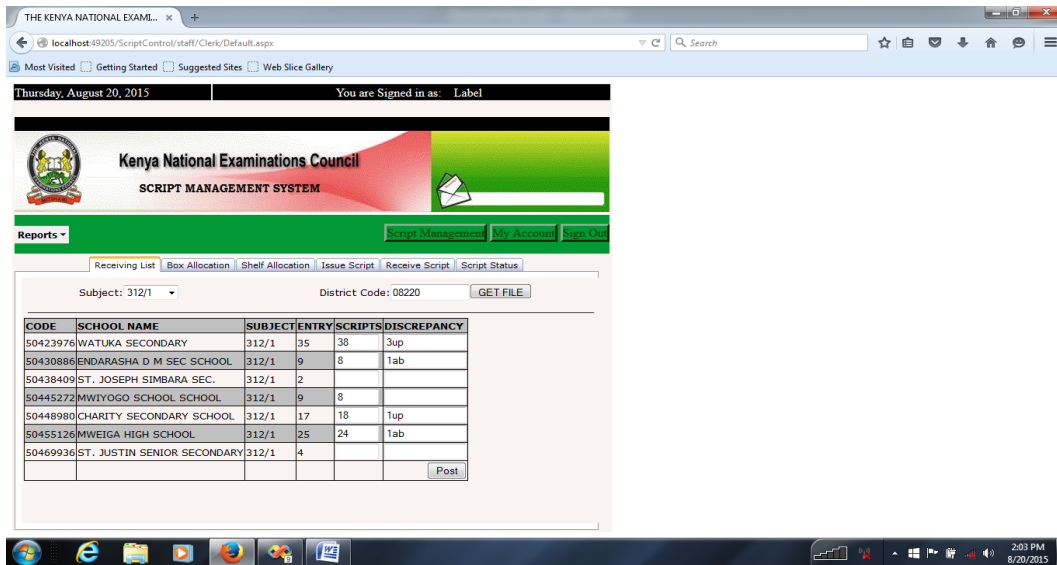 THE KENYA NATIONAL EXAMI... × +
localhost:49205/ScriptControl/staff/Clerk/Default.aspx Search
Most Visited Getting Started Suggested Sites Web Slice Gallery
Thursday, August 20, 2015 You are Signed in as: Label
Kenya National Examinations Council
SCRIPT MANAGEMENT SYSTEM
Reports Script Management My Account Sign Out
Receiving List Box Allocation Shelf Allocation Issue Script Receive Script Script Status
Subject: 312/1 District Code: 08220 GET FILE
CODE SCHOOL NAME SUBJECT ENTRY SCRIPTS DISCREPANCY
50423976 WATUKA SECONDARY 312/1 35 38 3up
50430886 ENDARASHA D M SEC SCHOOL 312/1 9 8 1ab
50438409 ST. JOSEPH SIMBARA SEC. 312/1 2
50445272 MWIYOGO SCHOOL SCHOOL 312/1 9 8
50448980 CHARITY SECONDARY SCHOOL 312/1 17 18 1up
50455126 MWEIGA HIGH SCHOOL 312/1 25 24 1ab
50469936 ST. JUSTIN SENIOR SECONDARY 312/1 4
Post
2:03 PM
8/20/2015